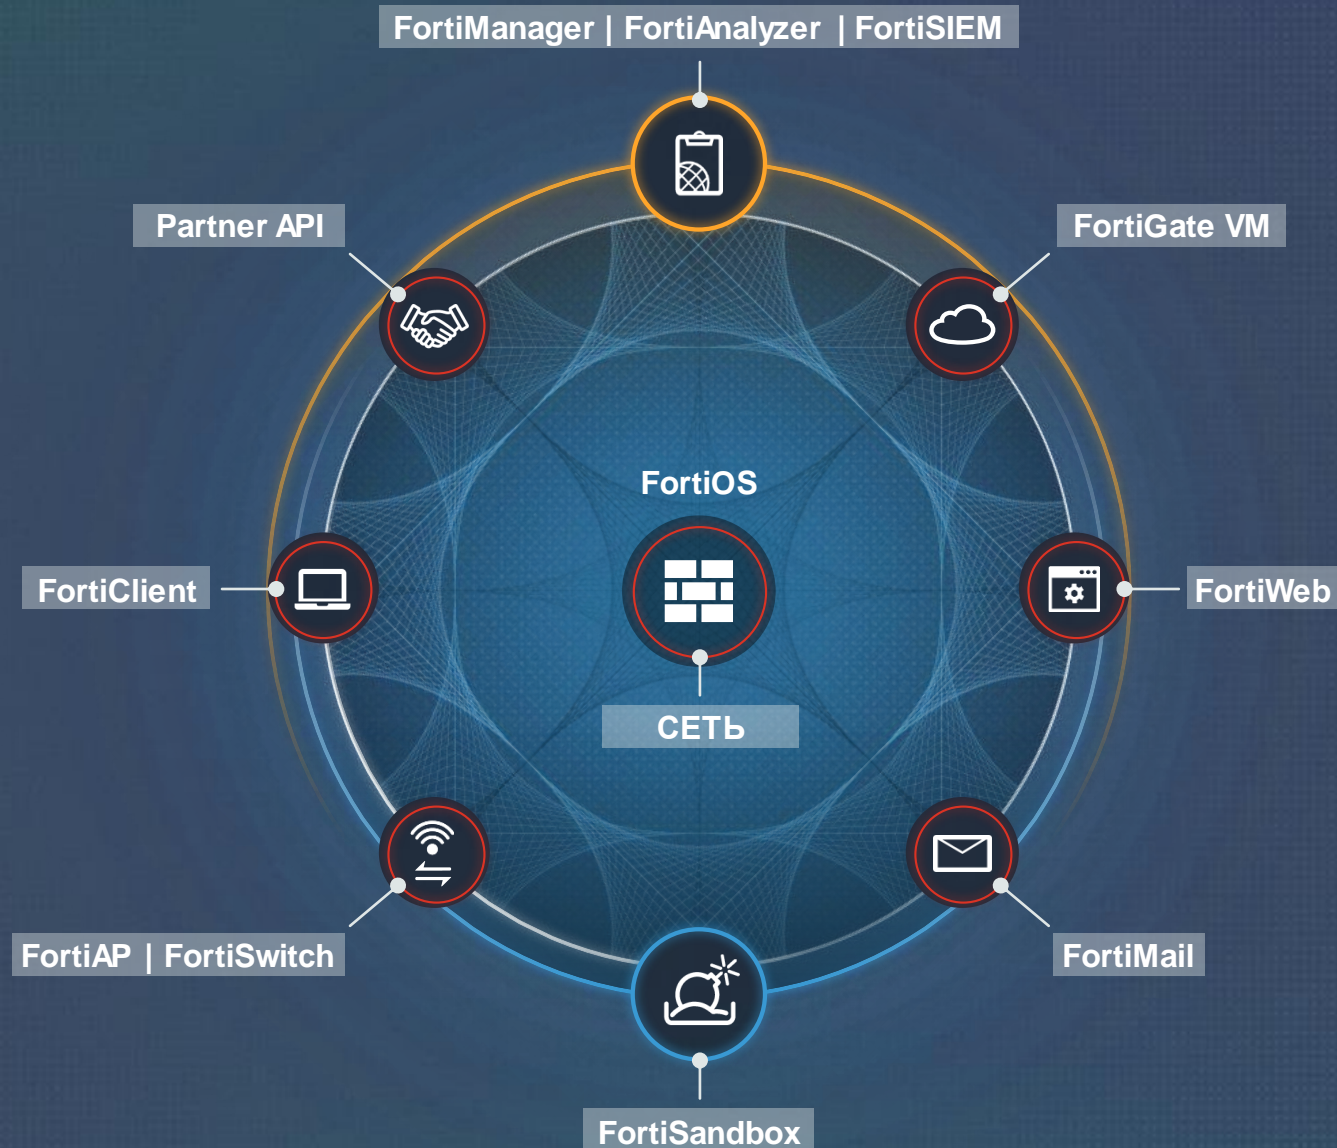 FortiManager | FortiAnalyzer | FortiSIEM
Partner API
FortiGate VM
FortiOS
FortiClient
FortiWeb
СЕТЬ
FortiAP | FortiSwitch
FortiMail
FortiSandbox